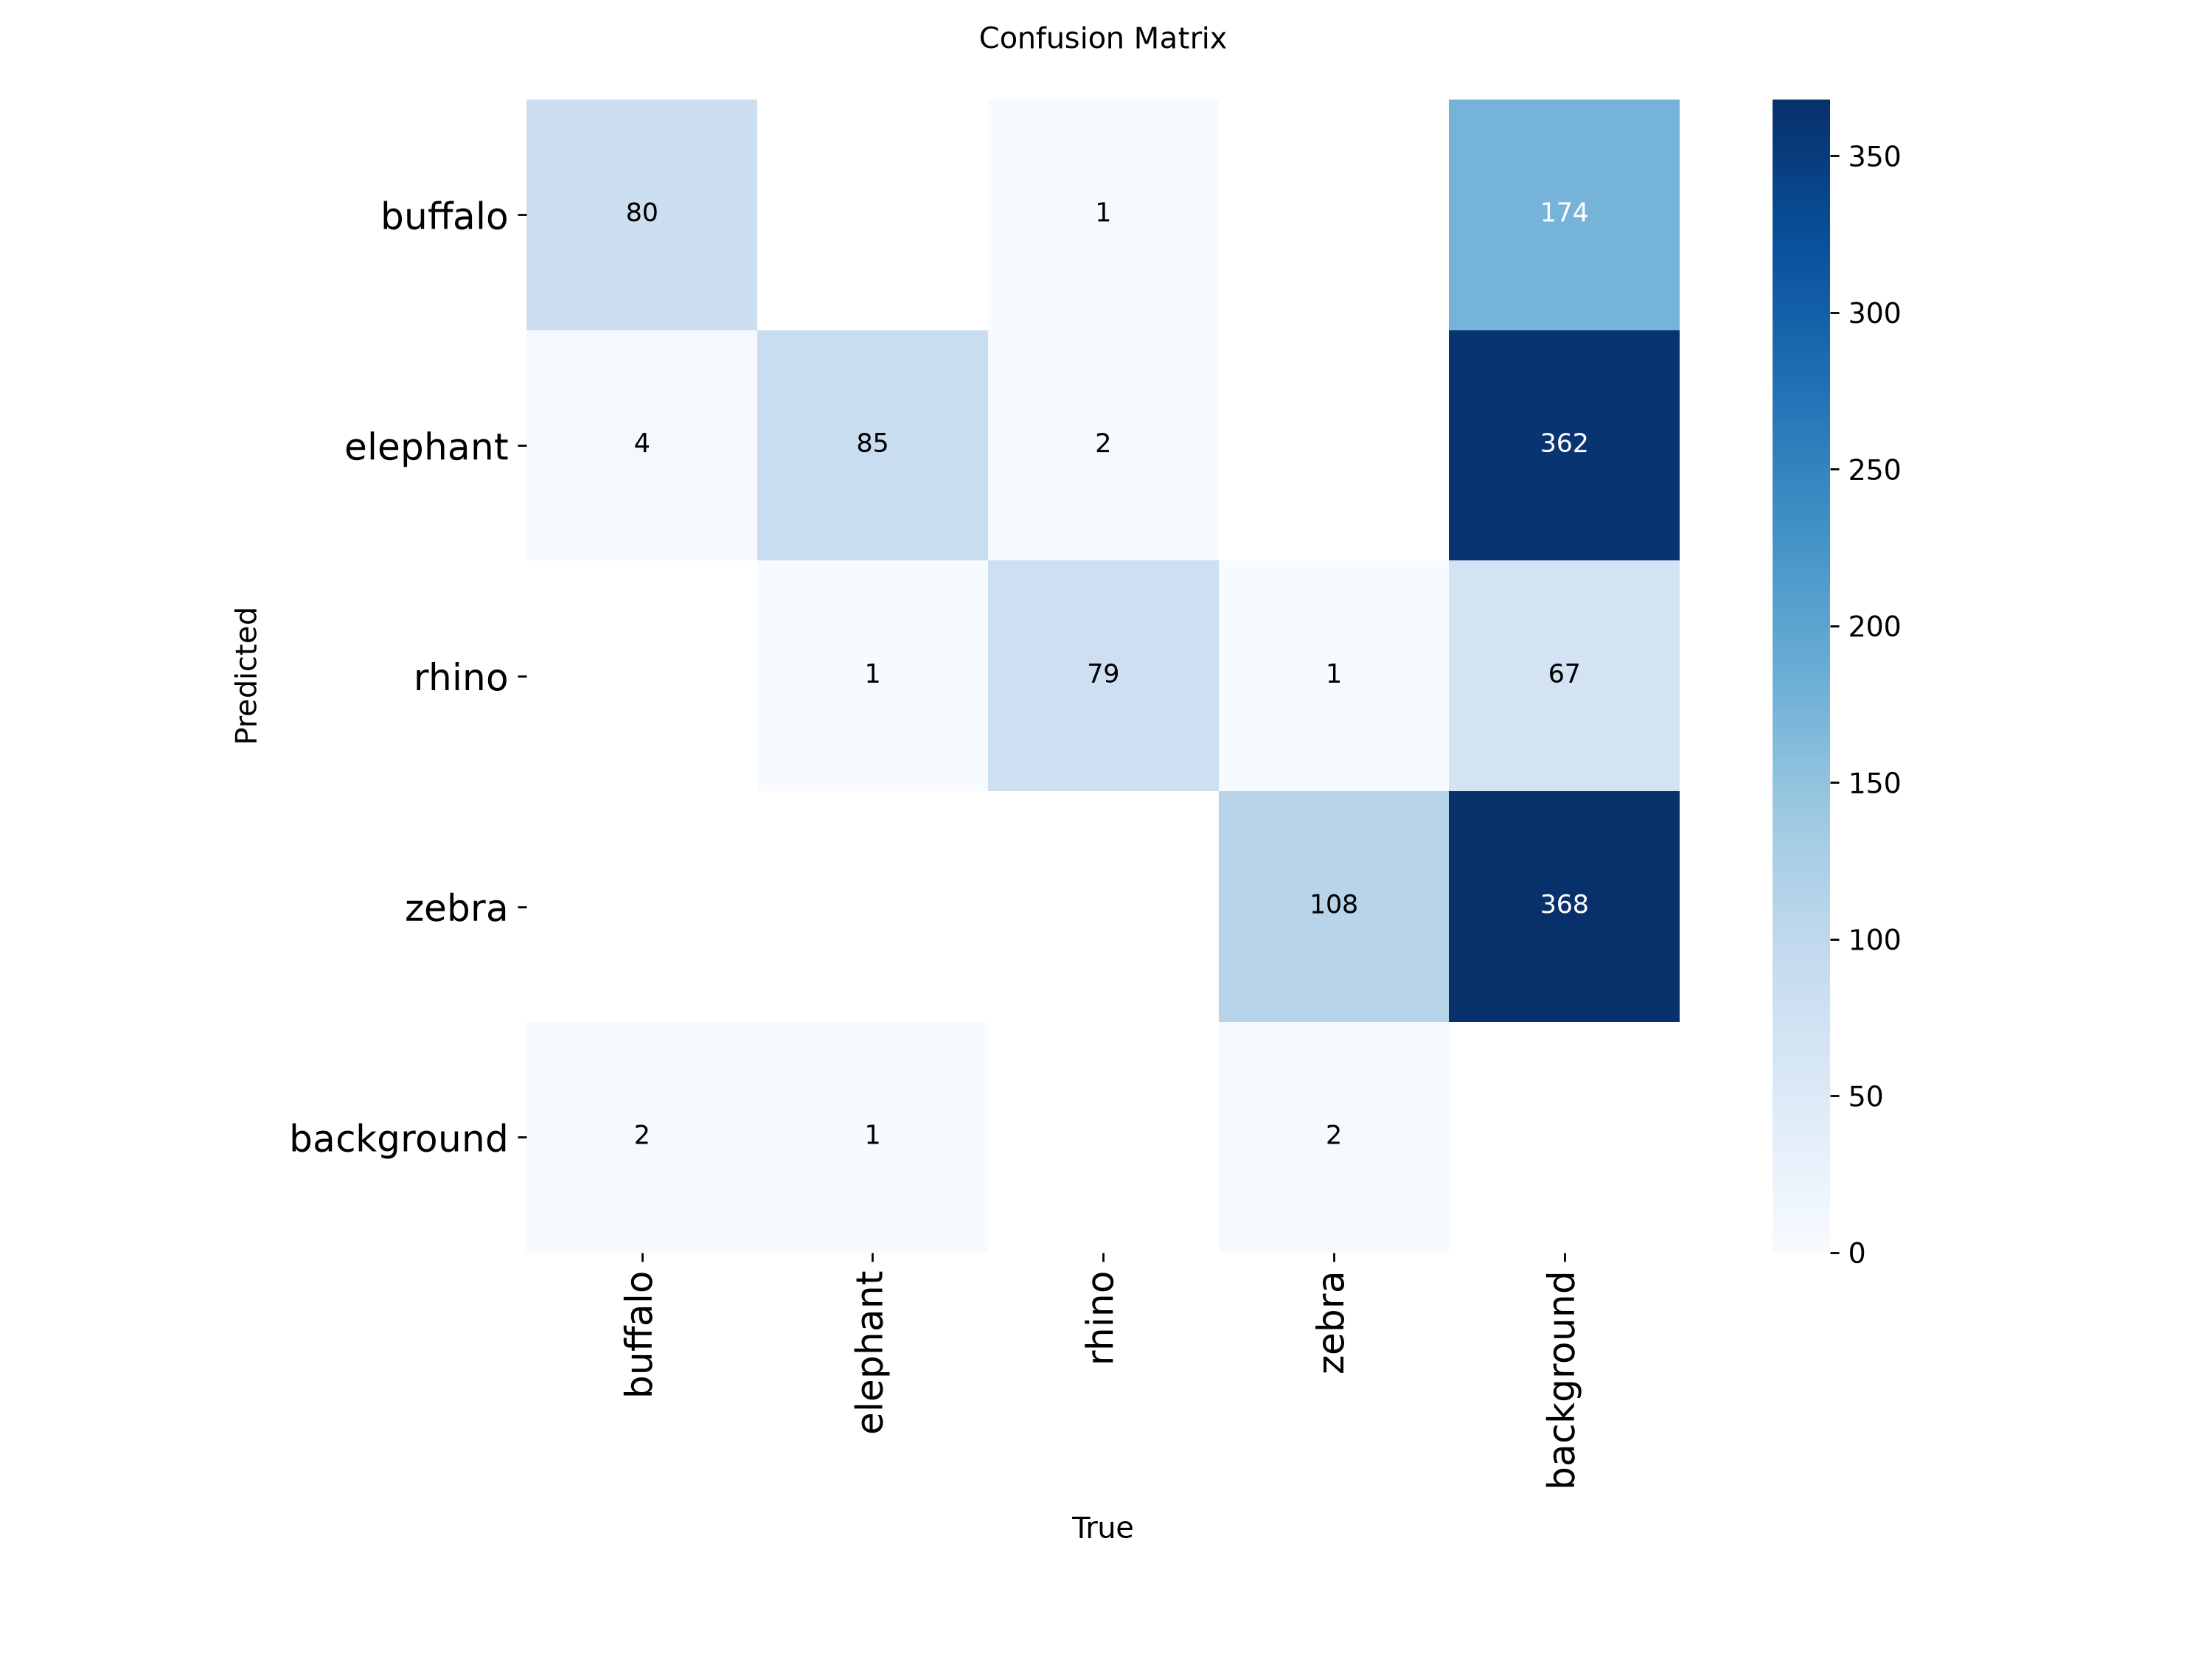 Confusion Matrix
buffalo
80
1
174
elephant
4
85
2
362
rhino
1
79
1
67
zebra
108
368
background
2
1
2
buffalo
elephant
rhino
zebra
background
Predicted
True
350
300
250
200
150
100
50
0